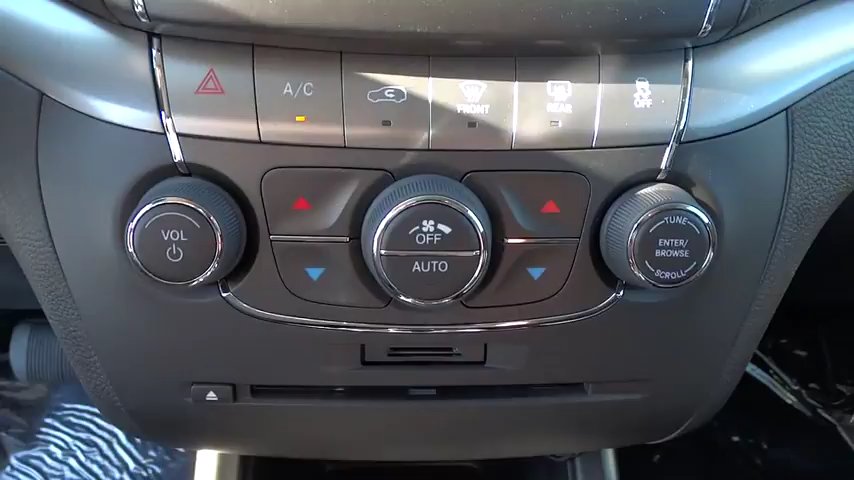 A/C
FRONT
REAR
OFF
VOL
OFF
AUTO
TUNE
ENTER/
BROWSE
SCROLL